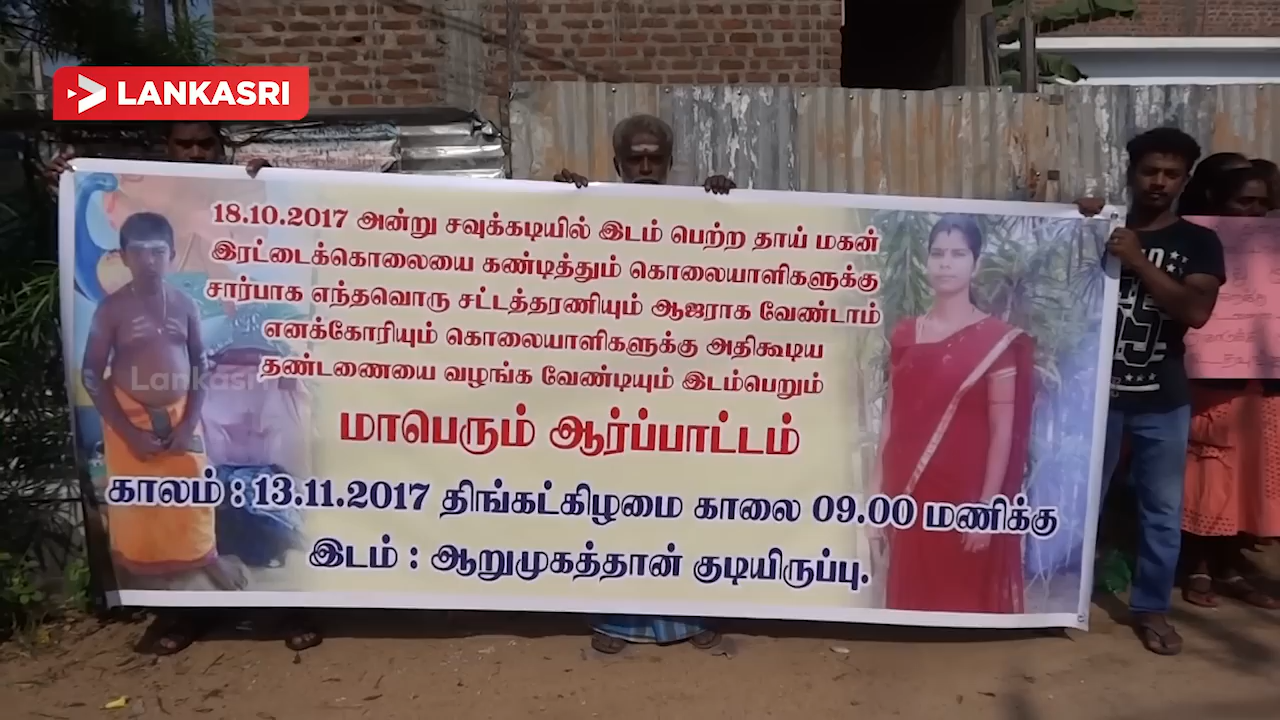 LANKASRI
18.10.2017 அன்று சவுக்கடியில் இடம் பெற்ற தாய் மகன்
இரட்டைக்கொலையை கண்டித்தும் கொலையாளிகளுக்கு
சார்பாக எந்தவொரு சட்டத்தரணியும் ஆஜராக வேண்டாம்
எனக்கோரியும் கொலையாளிகளுக்கு அதிகூடிய
தண்டணையை வழங்க வேண்டியும் இடம்பெறும்
மாபெரும் ஆர்ப்பாட்டம்
காலம் : 13.11.2017 திங்கட்கிழமை காலை 09.00 மணிக்கு
இடம் : ஆறுமுகத்தான் குடியிருப்பு.
Lankasri